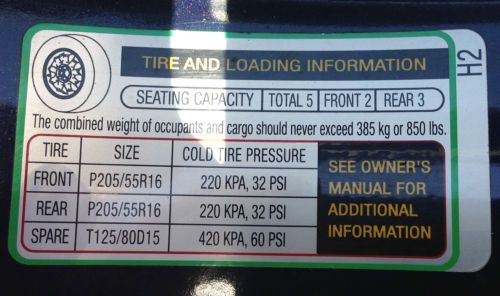 TIRE AND LOADING INFORMATION
SEATING CAPACITY TOTAL 5 FRONT 2 REAR 3
The combined weight of occupants and cargo should never exceed 385 kg or 850 lbs.
TIRE SIZE COLD TIRE PRESSURE
FRONT P205/55R16 220 KPA, 32 PSI
REAR P205/55R16 220 KPA, 32 PSI
SPARE T125/80D15 420 KPA, 60 PSI
SEE OWNER'S
MANUAL FOR
ADDITIONAL
INFORMATION
H2